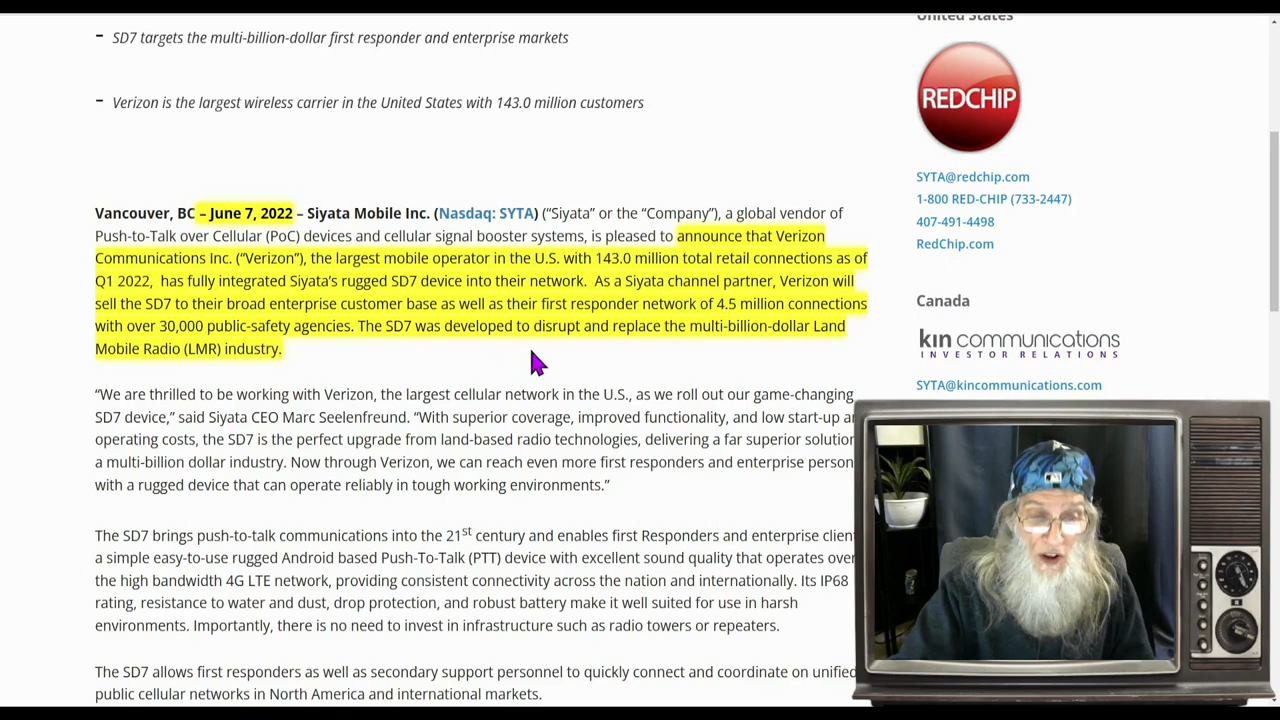 United States
- SD7 targets the multi-billion-dollar first responder and enterprise markets
- Verizon is the largest wireless carrier in the United States with 143.0 million customers
REDCHIP
SYTA@redchip.com
1-800 RED-CHIP (733-2447)
407-491-4498
RedChip.com
Vancouver, BC – June 7, 2022 – Siyata Mobile Inc. (Nasdaq: SYTA) (“Siyata” or the “Company”), a global vendor of
Push-to-Talk over Cellular (PoC) devices and cellular signal booster systems, is pleased to announce that Verizon
Communications Inc. (“Verizon”), the largest mobile operator in the U.S. with 143.0 million total retail connections as of
Q1 2022, has fully integrated Siyata’s rugged SD7 device into their network. As a Siyata channel partner, Verizon will
sell the SD7 to their broad enterprise customer base as well as their first responder network of 4.5 million connections
with over 30,000 public-safety agencies. The SD7 was developed to disrupt and replace the multi-billion-dollar Land
Mobile Radio (LMR) industry.
Canada
kin communications
INVESTOR RELATIONS
SYTA@kincommunications.com
“We are thrilled to be working with Verizon, the largest cellular network in the U.S., as we roll out our game-changing
SD7 device,” said Siyata CEO Marc Seelenfreund. “With superior coverage, improved functionality, and low start-up
operating costs, the SD7 is the perfect upgrade from land-based radio technologies, delivering a far superior solution
a multi-billion dollar industry. Now through Verizon, we can reach even more first responders and enterprise person
with a rugged device that can operate reliably in tough working environments.”
The SD7 brings push-to-talk communications into the 21st century and enables first Responders and enterprise clien
a simple easy-to-use rugged Android based Push-To-Talk (PTT) device with excellent sound quality that operates over
the high bandwidth 4G LTE network, providing consistent connectivity across the nation and internationally. Its IP68
rating, resistance to water and dust, drop protection, and robust battery make it well suited for use in harsh
environments. Importantly, there is no need to invest in infrastructure such as radio towers or repeaters.
The SD7 allows first responders as well as secondary support personnel to quickly connect and coordinate on unified
public cellular networks in North America and international markets.